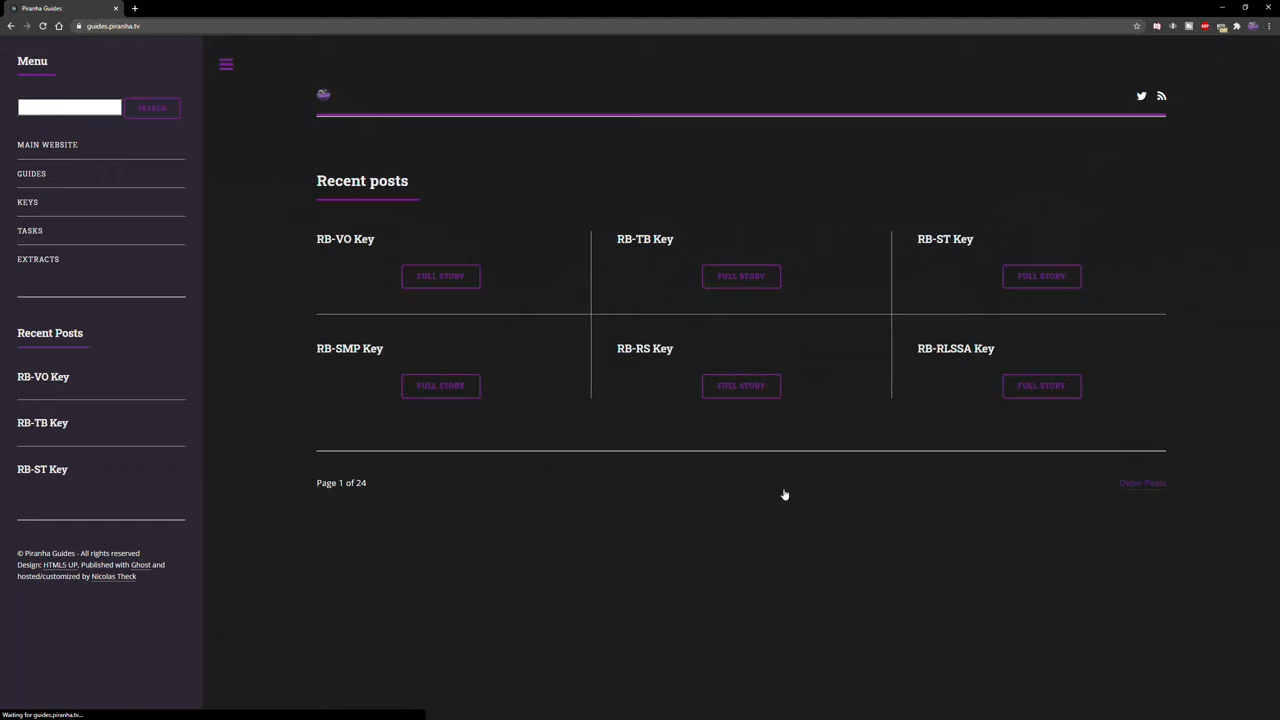 Piranha Guides
guides.piranha.tv
Menu
SEARCH
MAIN WEBSITE
GUIDES
KEYS
TASKS
EXTRACTS
Recent Posts
RB-VO Key
RB-TB Key
RB-ST Key
© Piranha Guides - All rights reserved
Design: HTML5 UP, Published with Ghost and
hosted/customized by Nicolas Theck
Recent posts
RB-VO Key
FULL STORY
RB-TB Key
FULL STORY
RB-ST Key
FULL STORY
RB-SMP Key
FULL STORY
RB-RS Key
FULL STORY
RB-RLSSA Key
FULL STORY
Page 1 of 24
Older Posts
Waiting for guides.piranha.tv...